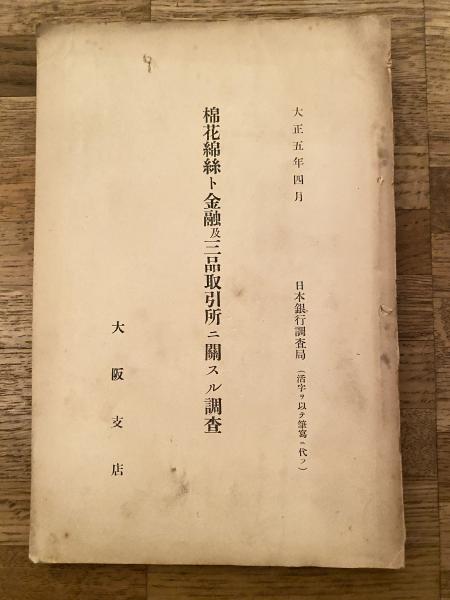 大正五年四月
日本銀行調査局（活字ヲ以テ筆寫ニ代フ）
棉花綿絲ト金融及三品取引所ニ關スル調査
大阪支店